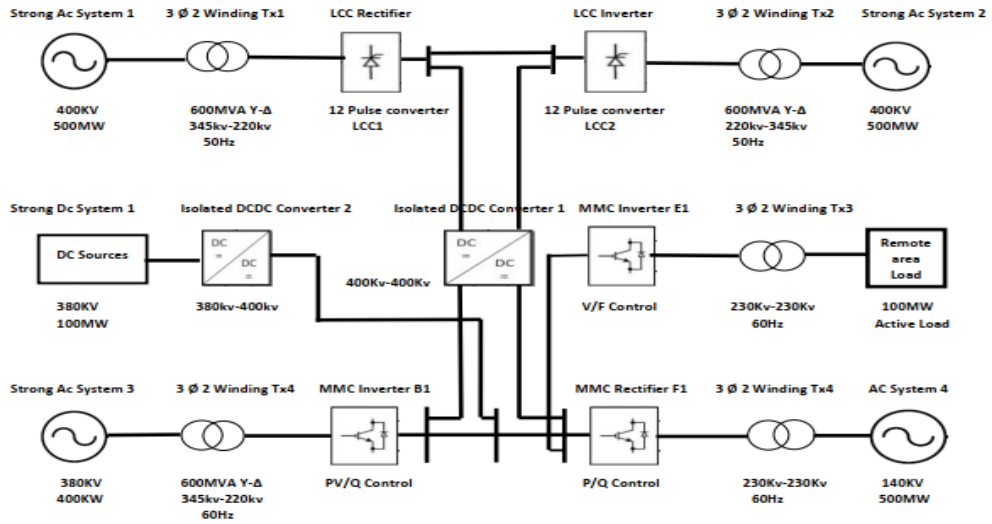 Strong Ac System 1
3 Ø 2 Winding Tx1
LCC Rectifier
LCC Inverter
3 Ø 2 Winding Tx2
Strong Ac System 2
400KV
500MW
600MVA Y-Δ
345kv-220kv
50Hz
12 Pulse converter
LCC1
12 Pulse converter
LCC2
600MVA Y-Δ
220kv-345kv
50Hz
400KV
500MW
Strong Dc System 1
Isolated DCDC Converter 2
Isolated DCDC Converter 1
MMC Inverter E1
3 Ø 2 Winding Tx3
DC Sources
DC
=
DC
=
DC
=
DC
=
Remote
area
Load
380KV
100MW
380kv-400kv
400Kv-400Kv
V/F Control
230Kv-230Kv
60Hz
100MW
Active Load
Strong Ac System 3
3 Ø 2 Winding Tx4
MMC Inverter B1
MMC Rectifier F1
3 Ø 2 Winding Tx4
AC System 4
380KV
400KW
600MVA Y-Δ
345kv-220kv
60Hz
PV/Q Control
P/Q Control
230Kv-230Kv
60Hz
140KV
500MW